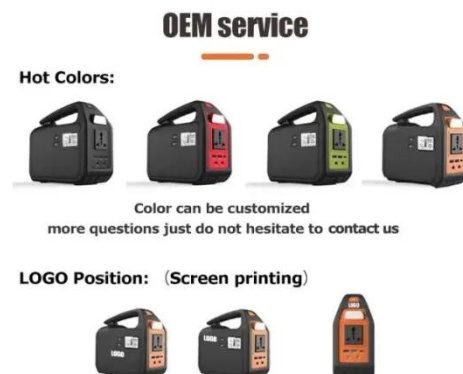 OEM service
Hot Colors:
Color can be customized
more questions just do not hesitate to contact us
LOGO Position: （Screen printing）
LOGO
LOGO
LOGO